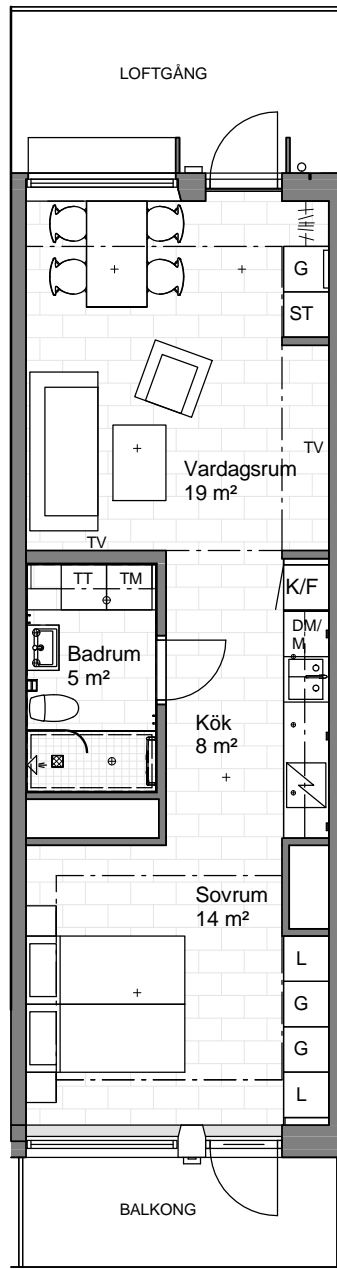 LOFTGÅNG
G
ST
TV
Vardagsrum
19 m²
TV
TT TM
K/F
Badrum
5 m²
DM/
M
Kök
8 m²
Sovrum
14 m²
L
G
G
L
BALKONG